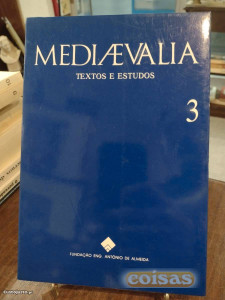 MEDIÆVALIA
TEXTOS E ESTUDOS
3
FUNDAÇÃO ENG. ANTÓNIO DE ALMEIDA
coisas